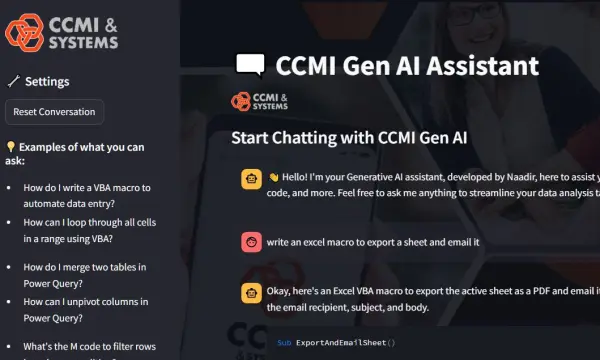 CCMI &
SYSTEMS
Settings
Reset Conversation
Examples of what you can
ask:
How do I write a VBA macro to
automate data entry?
How can I loop through all cells
in a range using VBA?
How do I merge two tables in
Power Query?
How can I unpivot columns in
Power Query?
What's the M code to filter rows
CCMI Gen AI Assistant
CCMI &
SYSTEMS
Start Chatting with CCMI Gen AI
Hello! I'm your Generative AI assistant, developed by Naadir, here to assist
code, and more. Feel free to ask me anything to streamline your data analysis
write an excel macro to export a sheet and email it
Okay, here's an Excel VBA macro to export the active sheet as a PDF and email
the email recipient, subject, and body.
Sub ExportAndEmailSheet()